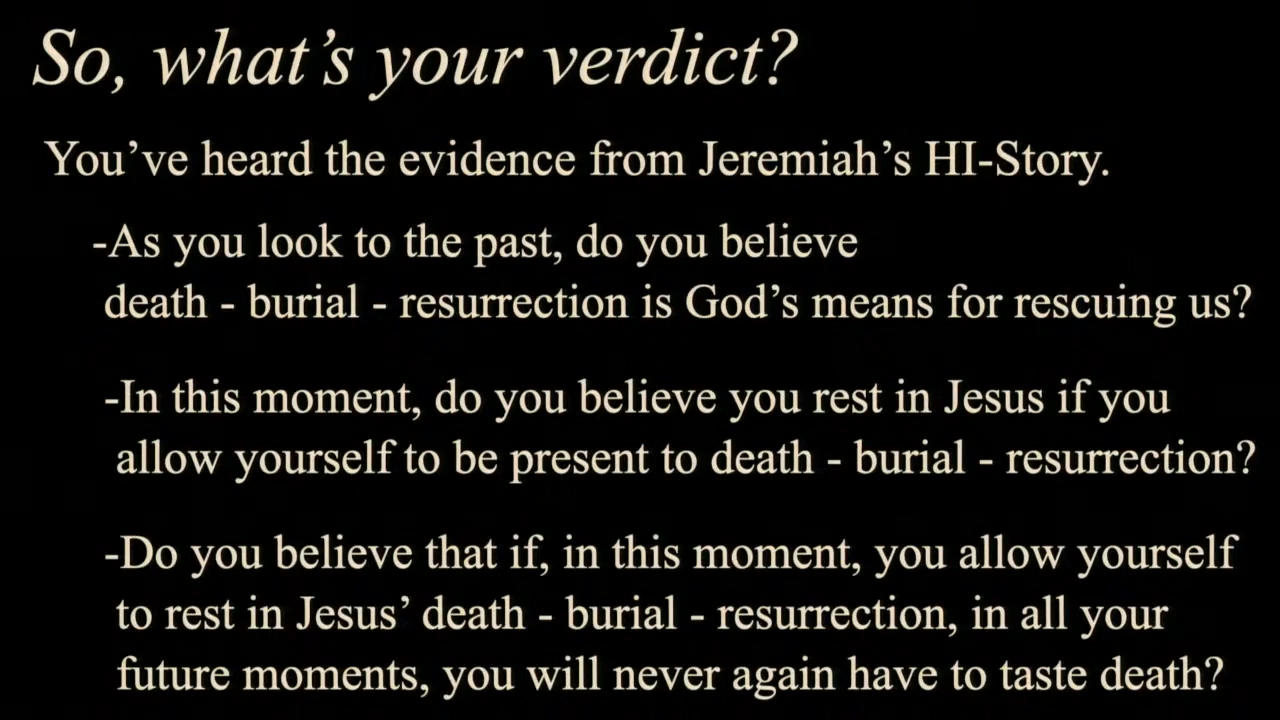 So, what’s your verdict?
You’ve heard the evidence from Jeremiah’s HI-Story.
-As you look to the past, do you believe
death - burial - resurrection is God’s means for rescuing us?
-In this moment, do you believe you rest in Jesus if you
allow yourself to be present to death - burial - resurrection?
-Do you believe that if, in this moment, you allow yourself
to rest in Jesus’ death - burial - resurrection, in all your
future moments, you will never again have to taste death?